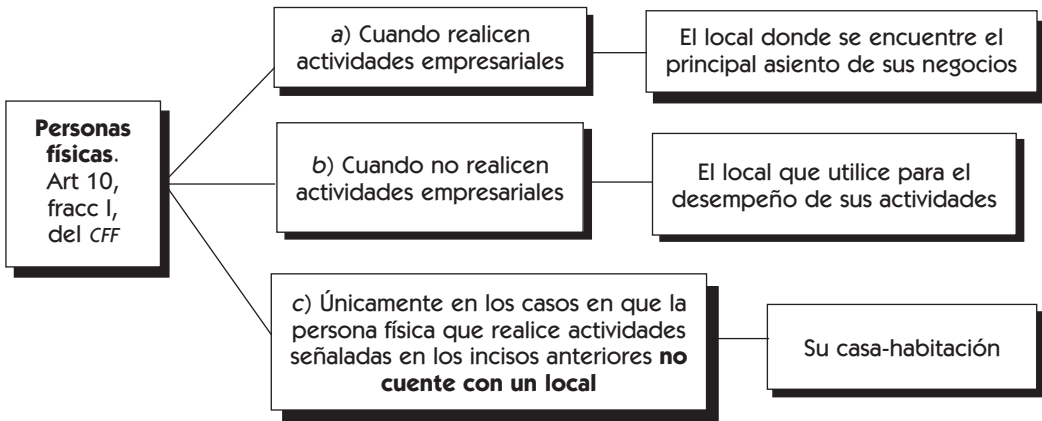 Personas
físicas.
Art 10,
fracc I,
del CFF
a) Cuando realicen
actividades empresariales
El local donde se encuentre el
principal asiento de sus negocios
b) Cuando no realicen
actividades empresariales
El local que utilice para el
desempeño de sus actividades
c) Únicamente en los casos en que la
persona física que realice actividades
señaladas en los incisos anteriores no
cuente con un local
Su casa-habitación